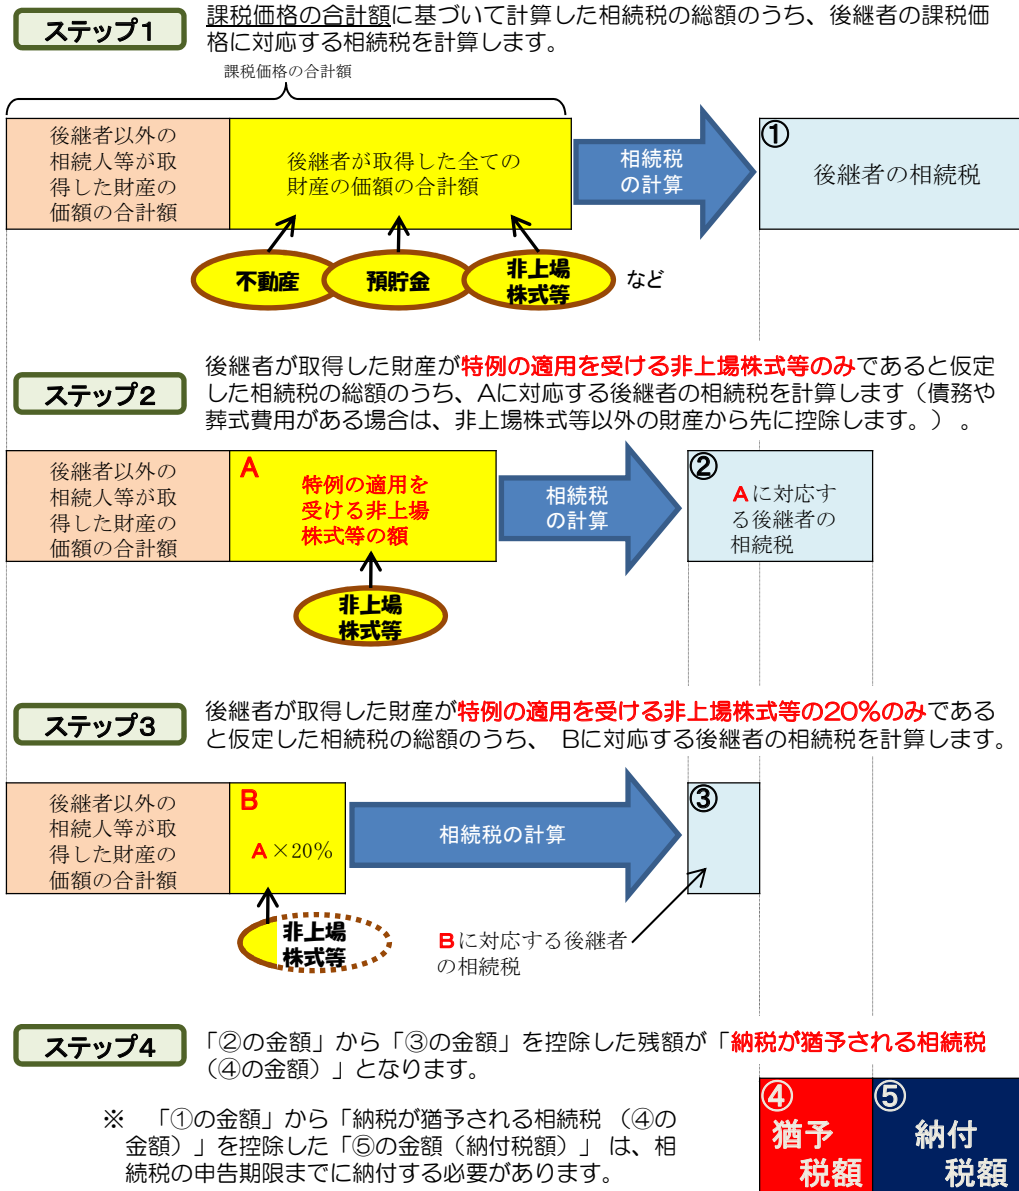 ステップ1
課税価格の合計額に基づいて計算した相続税の総額のうち、後継者の課税価
格に対応する相続税を計算します。
課税価格の合計額
後継者以外の
相続人等が取
得した財産の
価額の合計額
後継者が取得した全ての
財産の価額の合計額
相続税
の計算
①
後継者の相続税
不動産
預貯金
非上場
株式等
など
ステップ2
後継者が取得した財産が特例の適用を受ける非上場株式等のみであると仮定
した相続税の総額のうち、Aに対応する後継者の相続税を計算します（債務や
葬式費用がある場合は、非上場株式等以外の財産から先に控除します。）。
後継者以外の
相続人等が取
得した財産の
価額の合計額
A
特例の適用を
受ける非上場
株式等の額
相続税
の計算
②
Aに対応す
る後継者の
相続税
非上場
株式等
ステップ3
後継者が取得した財産が特例の適用を受ける非上場株式等の20%のみである
と仮定した相続税の総額のうち、 Bに対応する後継者の相続税を計算します。
後継者以外の
相続人等が取
得した財産の
価額の合計額
B
A×20%
相続税の計算
③
非上場
株式等
Bに対応する後継者
の相続税
ステップ4
「②の金額」から「③の金額」を控除した残額が「納税が猶予される相続税
（④の金額）」となります。
※ 「①の金額」から「納税が猶予される相続税 （④の
金額）」を控除した「⑤の金額（納付税額）」 は、相
続税の申告期限までに納付する必要があります。
④
猶予
税額
⑤
納付
税額